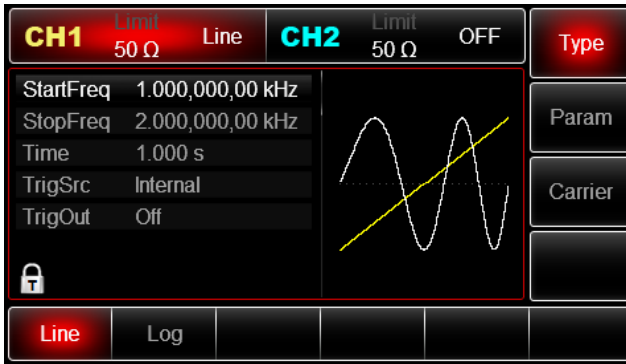 CH1 Limit 50 Ω Line CH2 Limit 50 Ω OFF
Type
StartFreq 1.000,000,00 kHz
StopFreq 2.000,000,00 kHz
Time 1.000 s
TrigSrc Internal
TrigOut Off
T
Param
Carrier
Line Log